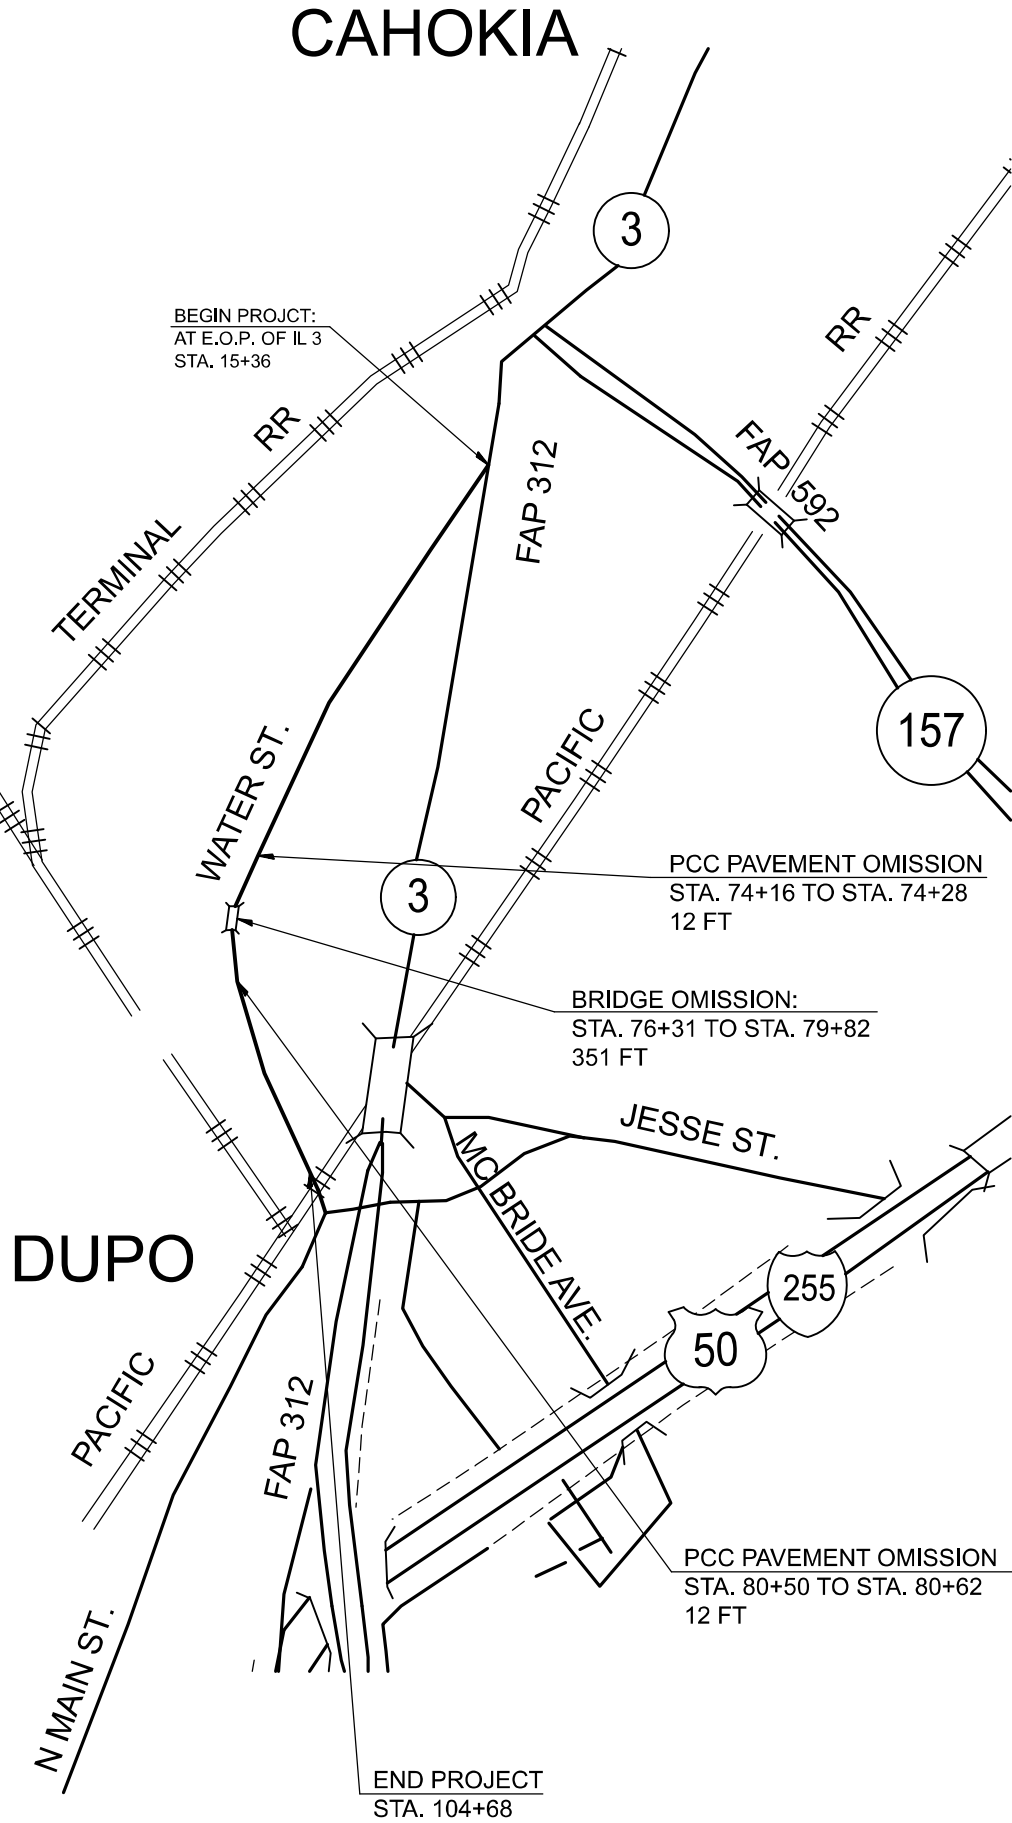 CAHOKIA
3
BEGIN PROJCT:
AT E.O.P. OF IL 3
STA. 15+36
RR
RR
FAP 592
FAP 312
TERMINAL
157
PACIFIC
WATER ST.
3
PCC PAVEMENT OMISSION
STA. 74+16 TO STA. 74+28
12 FT
BRIDGE OMISSION:
STA. 76+31 TO STA. 79+82
351 FT
JESSE ST.
MC BRIDE AVE.
DUPO
255
50
PACIFIC
FAP 312
PCC PAVEMENT OMISSION
STA. 80+50 TO STA. 80+62
12 FT
N MAIN ST.
END PROJECT
STA. 104+68